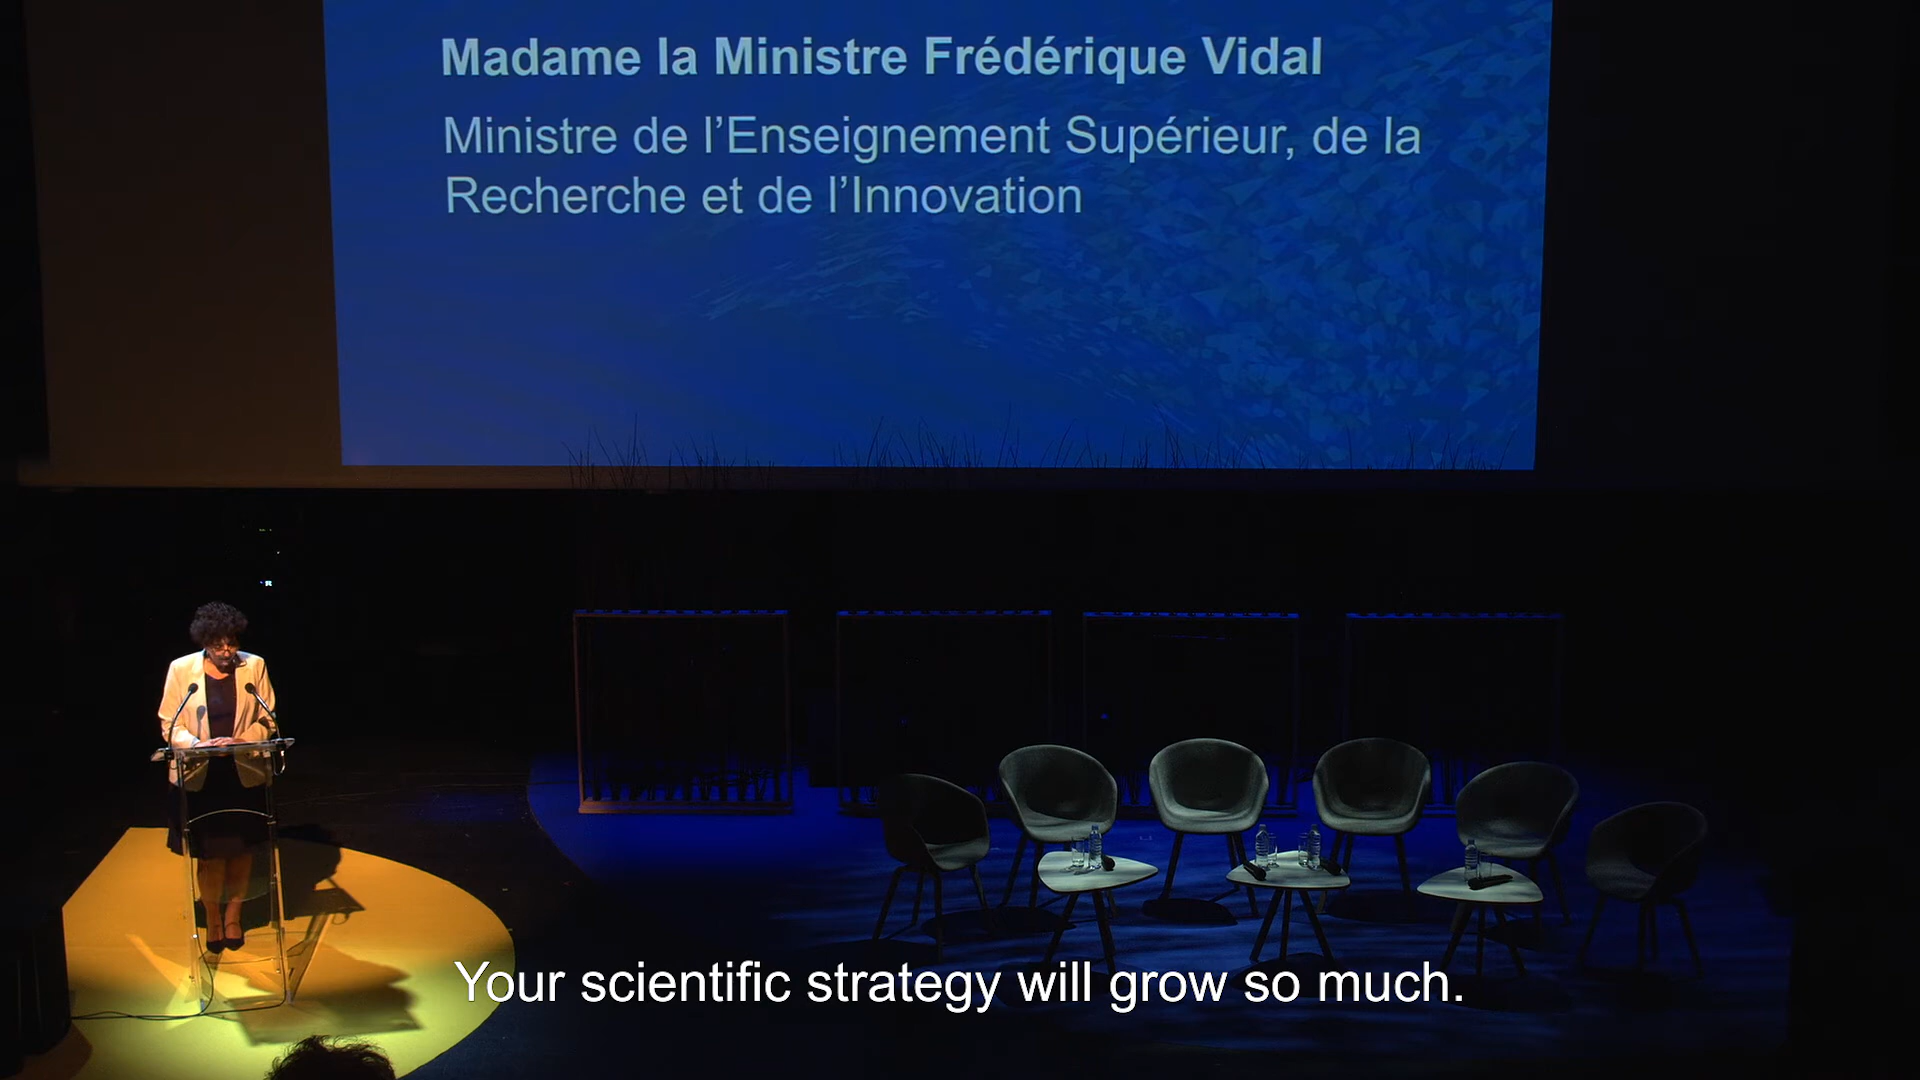 Madame la Ministre Frédérique Vidal
Ministre de l’Enseignement Supérieur, de la
Recherche et de l’Innovation
Your scientific strategy will grow so much.